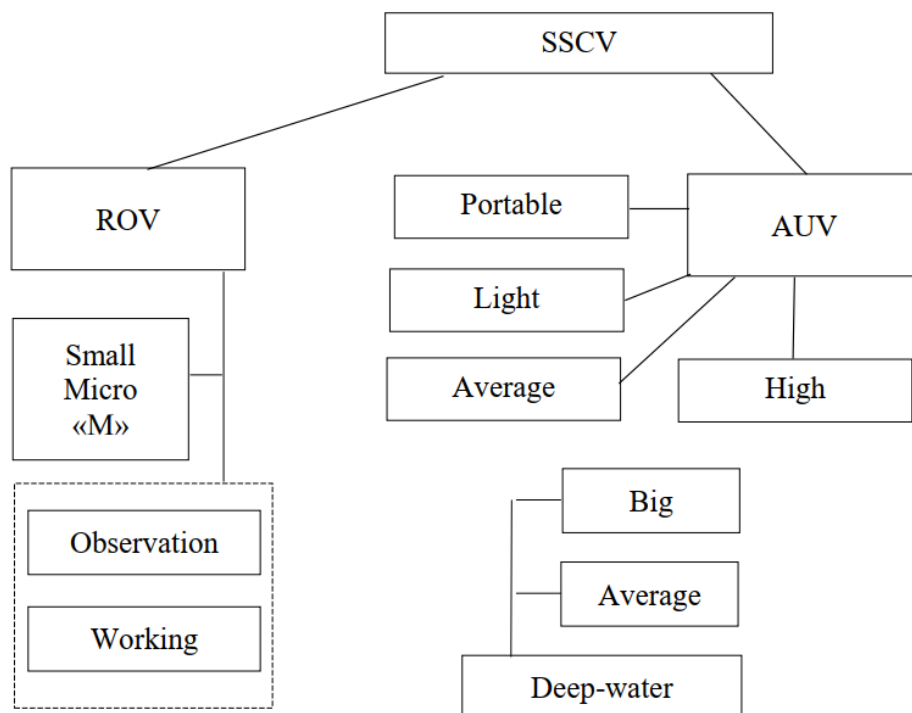 SSCV
ROV
Portable
AUV
Light
Small
Micro
«M»
Average
High
Big
Observation
Average
Working
Deep-water